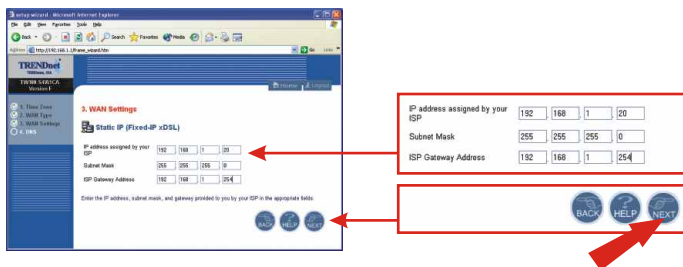 setup wizard - Microsoft Internet Explorer
File Edit View Favorites Tools Help
Back Search Favorites Media
Address http://192.168.1.1/frame_wizard.htm Go Links
TRENDnet
TRENDware, USA
TW100-S4W1CA
Version F
Home Logout
1. Time Zone
2. WAN Type
3. WAN Settings
4. DNS
3. WAN Settings
Static IP (Fixed-IP xDSL)
IP address assigned by your ISP 192 . 168 . 1 . 20
Subnet Mask 255 . 255 . 255 . 0
ISP Gateway Address 192 . 168 . 1 . 254
Enter the IP address, subnet mask, and gateway provided to you by your ISP in the appropriate fields.
BACK HELP NEXT
IP address assigned by your
ISP 192 . 168 . 1 . 20
Subnet Mask 255 . 255 . 255 . 0
ISP Gateway Address 192 . 168 . 1 . 254
BACK HELP NEXT